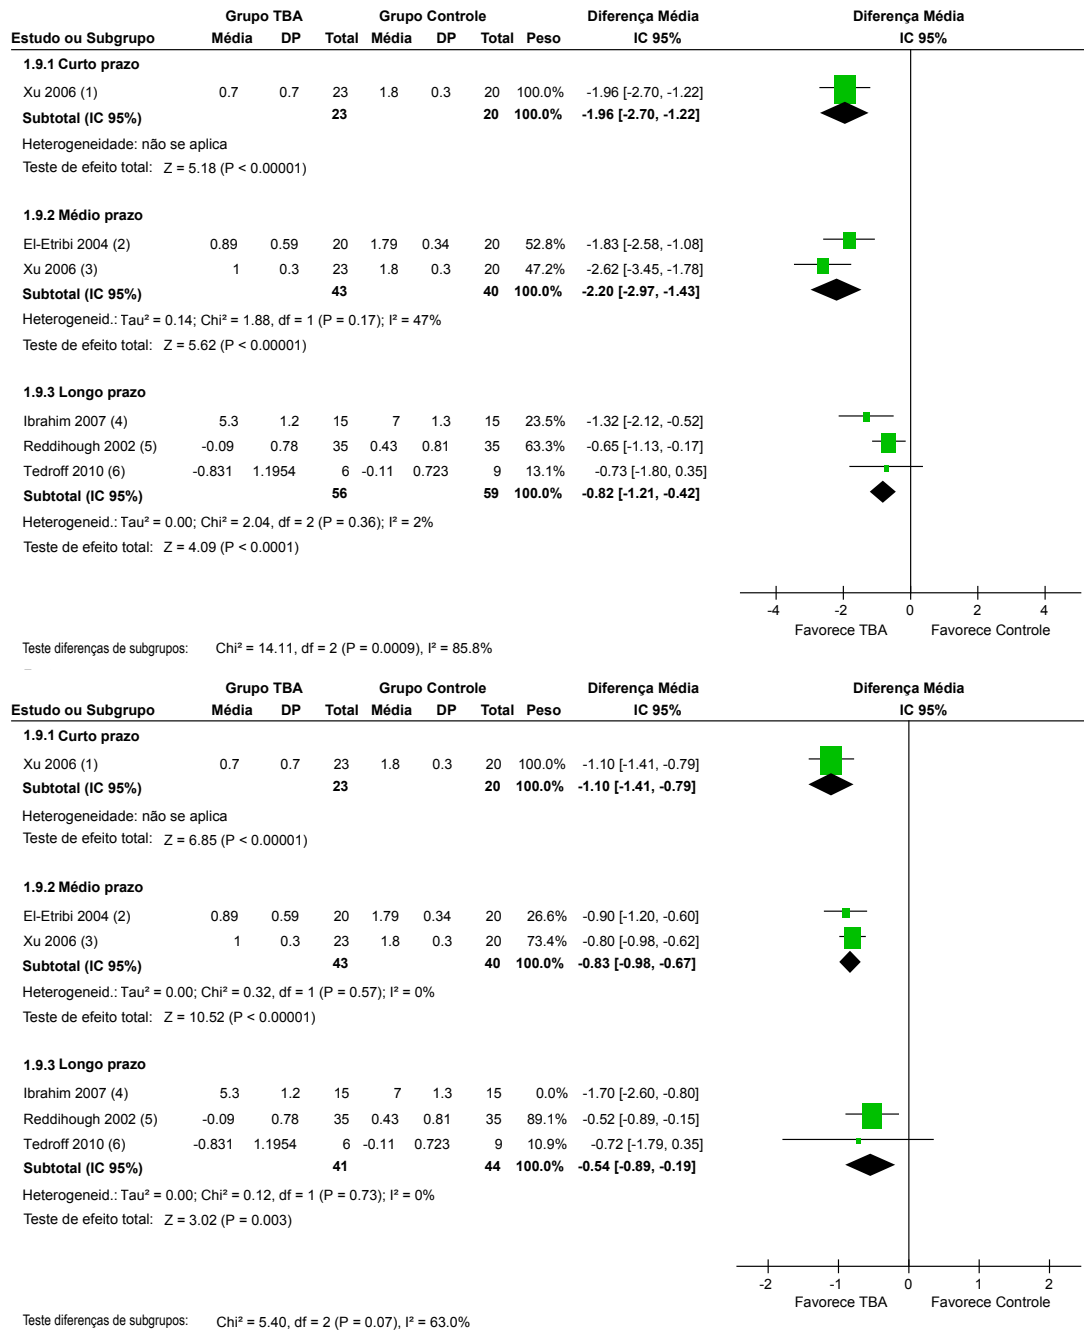 Grupo TBA Grupo Controle Diferença Média Diferença Média
Estudo ou Subgrupo Média DP Total Média DP Total Peso IC 95% IC 95%
1.9.1 Curto prazo
Xu 2006 (1) 0.7 0.7 23 1.8 0.3 20 100.0% -1.96 [-2.70, -1.22]
Subtotal (IC 95%) 23 20 100.0% -1.96 [-2.70, -1.22]
Heterogeneidade: não se aplica
Teste de efeito total: Z = 5.18 (P < 0.00001)
1.9.2 Médio prazo
El-Etribi 2004 (2) 0.89 0.59 20 1.79 0.34 20 52.8% -1.83 [-2.58, -1.08]
Xu 2006 (3) 1 0.3 23 1.8 0.3 20 47.2% -2.62 [-3.45, -1.78]
Subtotal (IC 95%) 43 40 100.0% -2.20 [-2.97, -1.43]
Heterogeneid.: Tau² = 0.14; Chi² = 1.88, df = 1 (P = 0.17); I² = 47%
Teste de efeito total: Z = 5.62 (P < 0.00001)
1.9.3 Longo prazo
Ibrahim 2007 (4) 5.3 1.2 15 7 1.3 15 23.5% -1.32 [-2.12, -0.52]
Reddihough 2002 (5) -0.09 0.78 35 0.43 0.81 35 63.3% -0.65 [-1.13, -0.17]
Tedroff 2010 (6) -0.831 1.1954 6 -0.11 0.723 9 13.1% -0.73 [-1.80, 0.35]
Subtotal (IC 95%) 56 59 100.0% -0.82 [-1.21, -0.42]
Heterogeneid.: Tau² = 0.00; Chi² = 2.04, df = 2 (P = 0.36); I² = 2%
Teste de efeito total: Z = 4.09 (P < 0.0001)
-4 -2 0 2 4
Favorece TBA Favorece Controle
Teste diferenças de subgrupos: Chi² = 14.11, df = 2 (P = 0.0009), I² = 85.8%
Grupo TBA Grupo Controle Diferença Média Diferença Média
Estudo ou Subgrupo Média DP Total Média DP Total Peso IC 95% IC 95%
1.9.1 Curto prazo
Xu 2006 (1) 0.7 0.7 23 1.8 0.3 20 100.0% -1.10 [-1.41, -0.79]
Subtotal (IC 95%) 23 20 100.0% -1.10 [-1.41, -0.79]
Heterogeneidade: não se aplica
Teste de efeito total: Z = 6.85 (P < 0.00001)
1.9.2 Médio prazo
El-Etribi 2004 (2) 0.89 0.59 20 1.79 0.34 20 26.6% -0.90 [-1.20, -0.60]
Xu 2006 (3) 1 0.3 23 1.8 0.3 20 73.4% -0.80 [-0.98, -0.62]
Subtotal (IC 95%) 43 40 100.0% -0.83 [-0.98, -0.67]
Heterogeneid.: Tau² = 0.00; Chi² = 0.32, df = 1 (P = 0.57); I² = 0%
Teste de efeito total: Z = 10.52 (P < 0.00001)
1.9.3 Longo prazo
Ibrahim 2007 (4) 5.3 1.2 15 7 1.3 15 0.0% -1.70 [-2.60, -0.80]
Reddihough 2002 (5) -0.09 0.78 35 0.43 0.81 35 89.1% -0.52 [-0.89, -0.15]
Tedroff 2010 (6) -0.831 1.1954 6 -0.11 0.723 9 10.9% -0.72 [-1.79, 0.35]
Subtotal (IC 95%) 41 44 100.0% -0.54 [-0.89, -0.19]
Heterogeneid.: Tau² = 0.00; Chi² = 0.12, df = 1 (P = 0.73); I² = 0%
Teste de efeito total: Z = 3.02 (P = 0.003)
-2 -1 0 1 2
Favorece TBA Favorece Controle
Teste diferenças de subgrupos: Chi² = 5.40, df = 2 (P = 0.07), I² = 63.0%